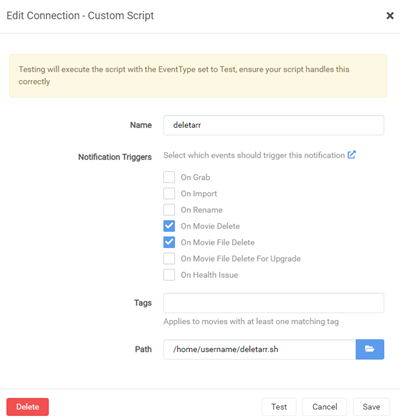 Edit Connection - Custom Script
Testing will execute the script with the EventType set to Test, ensure your script handles this
correctly
Name
deletarr
Notification Triggers
Select which events should trigger this notification
On Grab
On Import
On Rename
On Movie Delete
On Movie File Delete
On Movie File Delete For Upgrade
On Health Issue
Tags
Applies to movies with at least one matching tag
Path
/home/username/deletarr.sh
Delete
Test
Cancel
Save